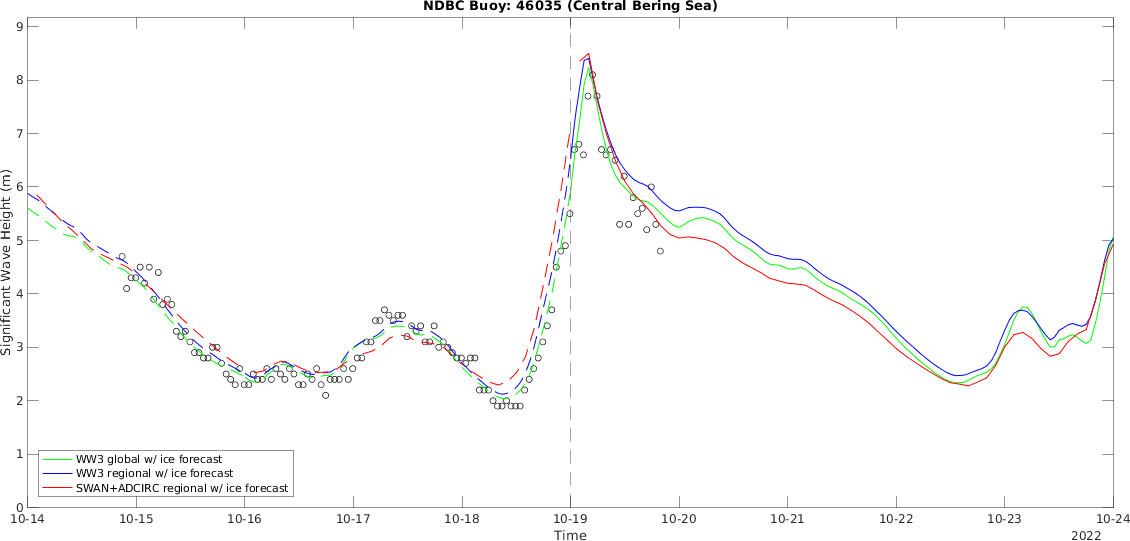 NDBC Buoy: 46035 (Central Bering Sea)
9
8
7
6
5
4
3
2
1
0
Significant Wave Height (m)
WW3 global w/ ice forecast
WW3 regional w/ ice forecast
SWAN+ADCIRC regional w/ ice forecast
10-14 10-15 10-16 10-17 10-18 10-19 10-20 10-21 10-22 10-23 10-24
Time
2022